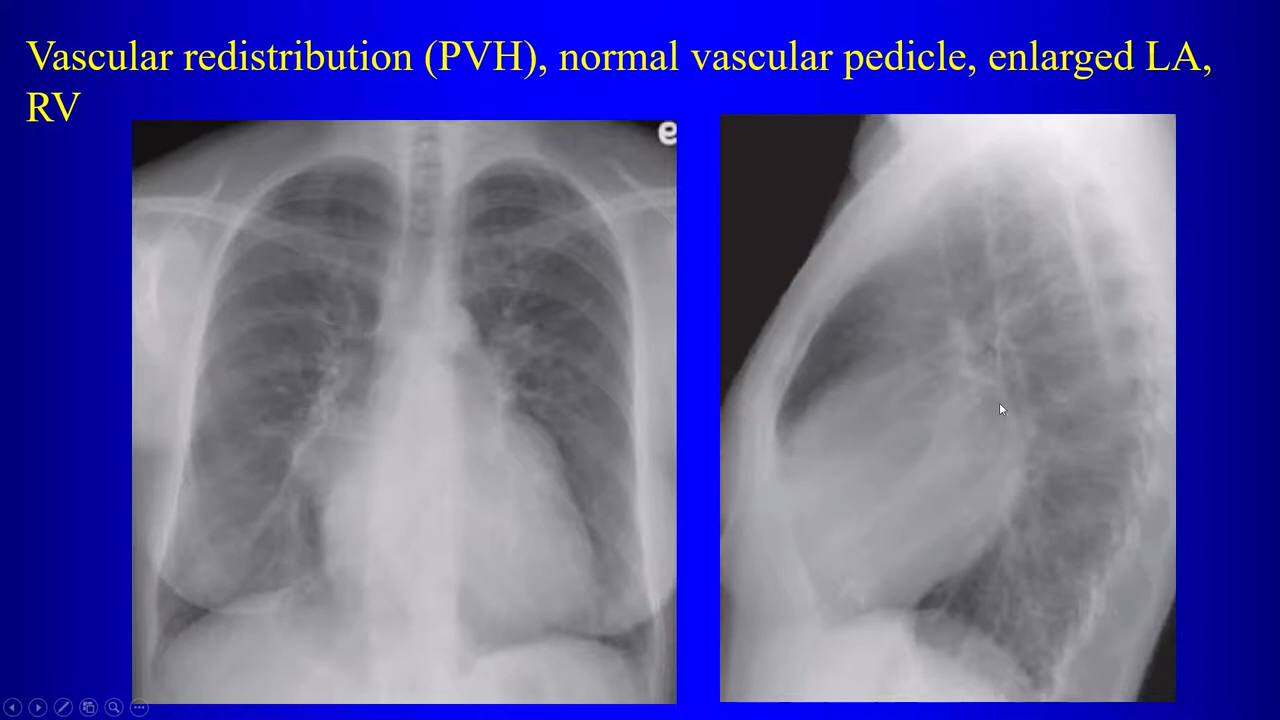 Vascular redistribution (PVH), normal vascular pedicle, enlarged LA,
RV
e